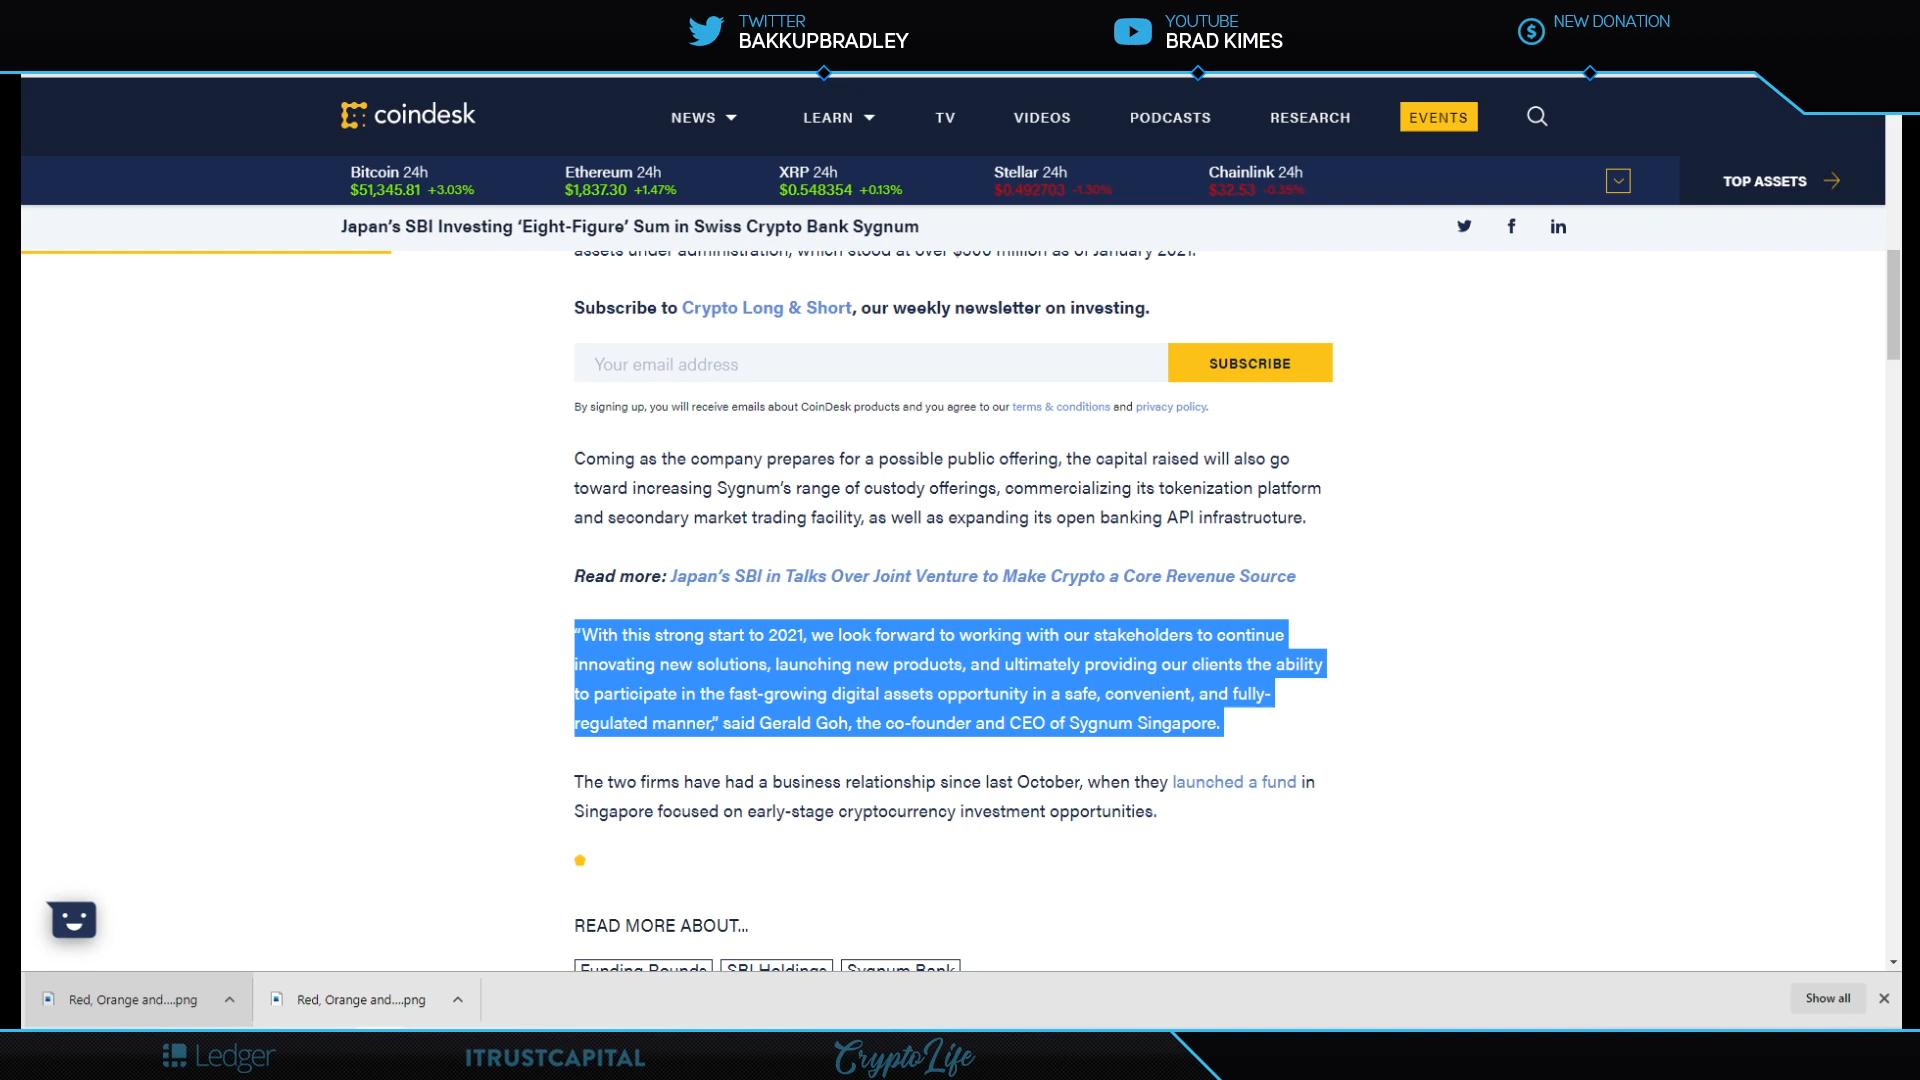 TWITTER
BAKKUPBRADLEY
YOUTUBE
BRAD KIMES
NEW DONATION
coindesk
NEWS
LEARN
TV
VIDEOS
PODCASTS
RESEARCH
EVENTS
Bitcoin 24h
$51,345.81 +3.03%
Ethereum 24h
$1,837.30 +1.47%
XRP 24h
$0.548354 +0.13%
Stellar 24h
$0.492703 -1.30%
Chainlink 24h
$32.53 -0.35%
TOP ASSETS
Japan's SBI Investing ‘Eight-Figure’ Sum in Swiss Crypto Bank Sygnum
assets under administration, which stood at over $300 million as of January 2021.
Subscribe to Crypto Long & Short, our weekly newsletter on investing.
Your email address
SUBSCRIBE
By signing up, you will receive emails about CoinDesk products and you agree to our terms & conditions and privacy policy.
Coming as the company prepares for a possible public offering, the capital raised will also go
toward increasing Sygnum's range of custody offerings, commercializing its tokenization platform
and secondary market trading facility, as well as expanding its open banking API infrastructure.
Read more: Japan's SBI in Talks Over Joint Venture to Make Crypto a Core Revenue Source
“With this strong start to 2021, we look forward to working with our stakeholders to continue
innovating new solutions, launching new products, and ultimately providing our clients the ability
to participate in the fast-growing digital assets opportunity in a safe, convenient, and fully-
regulated manner,” said Gerald Goh, the co-founder and CEO of Sygnum Singapore.
The two firms have had a business relationship since last October, when they launched a fund in
Singapore focused on early-stage cryptocurrency investment opportunities.
READ MORE ABOUT...
Funding Rounds
SBI Holdings
Sygnum Bank
Red, Orange and....png
Red, Orange and....png
Show all
Ledger
ITRUSTCAPITAL
CryptoLife